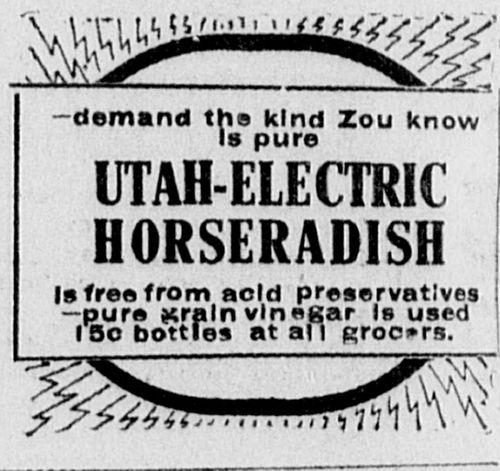 -demand the kind Zou know
Is pure
UTAH-ELECTRIC
HORSERADISH
Is free from acid preservatives
-pure grain vinegar is used
15c bottles at all grocers.